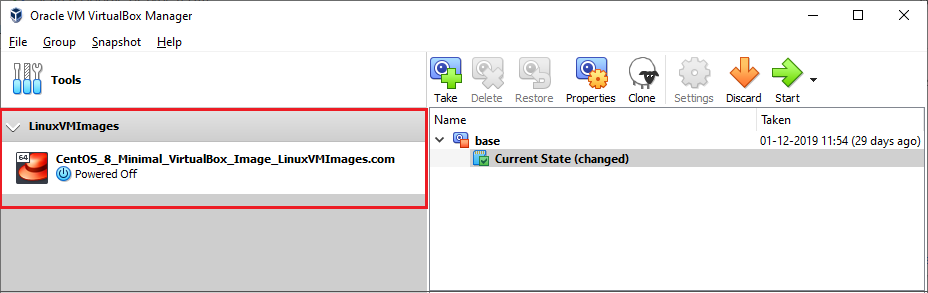 Oracle VM VirtualBox Manager
File Group Snapshot Help
Tools
Take Delete Restore Properties Clone Settings Discard Start
LinuxVMImages
64
CentOS_8_Minimal_VirtualBox_Image_LinuxVMImages.com
Powered Off
Name Taken
base 01-12-2019 11:54 (29 days ago)
Current State (changed)